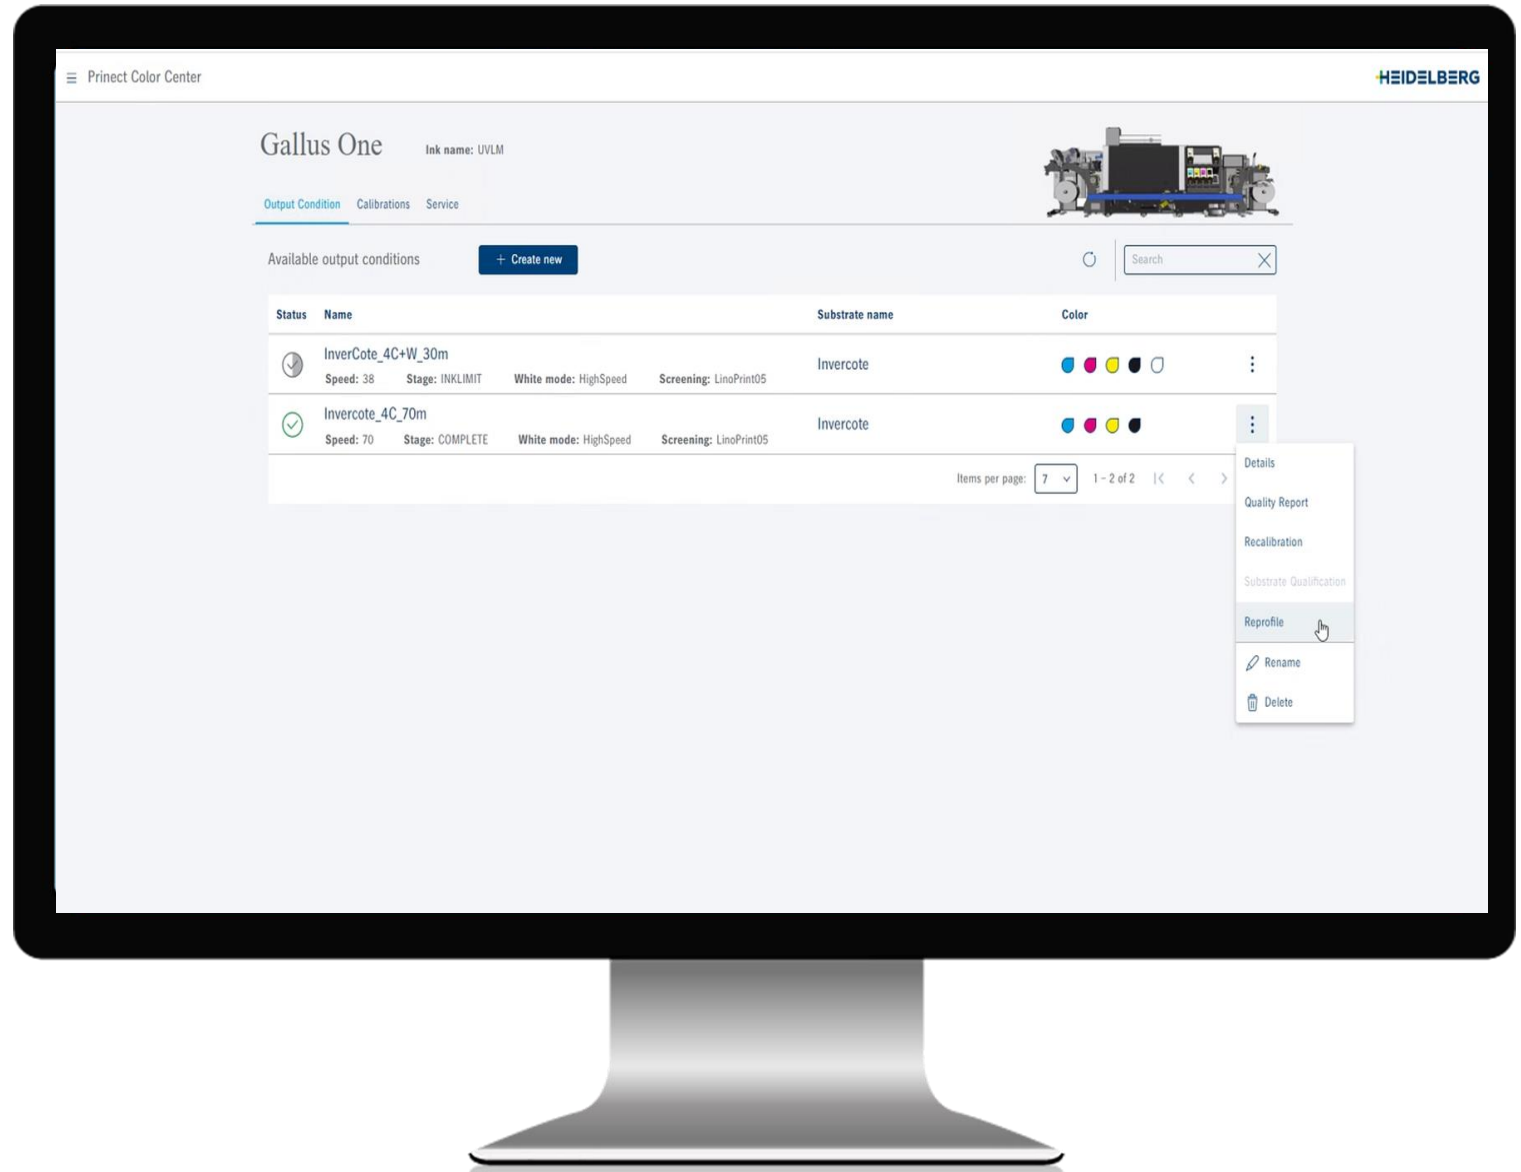 Prinect Color Center
HEIDELBERG
Gallus One
Ink name: UVLM
Output Condition Calibrations Service
Available output conditions
+ Create new
Search
Status Name Substrate name Color
InverCote_4C+W_30m
Speed: 38 Stage: INKLIMIT White mode: HighSpeed Screening: LinoPrint05
Invercote
Invercote_4C_70m
Speed: 70 Stage: COMPLETE White mode: HighSpeed Screening: LinoPrint05
Invercote
Items per page: 7 1 – 2 of 2
Details
Quality Report
Recalibration
Substrate Qualification
Reprofile
Rename
Delete